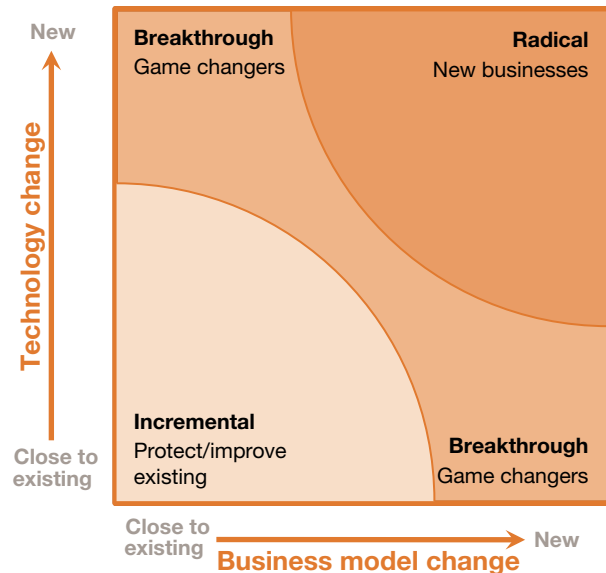 New
Technology change
Close to
existing
Breakthrough
Game changers
Radical
New businesses
Incremental
Protect/improve
existing
Breakthrough
Game changers
Close to
existing
Business model change
New